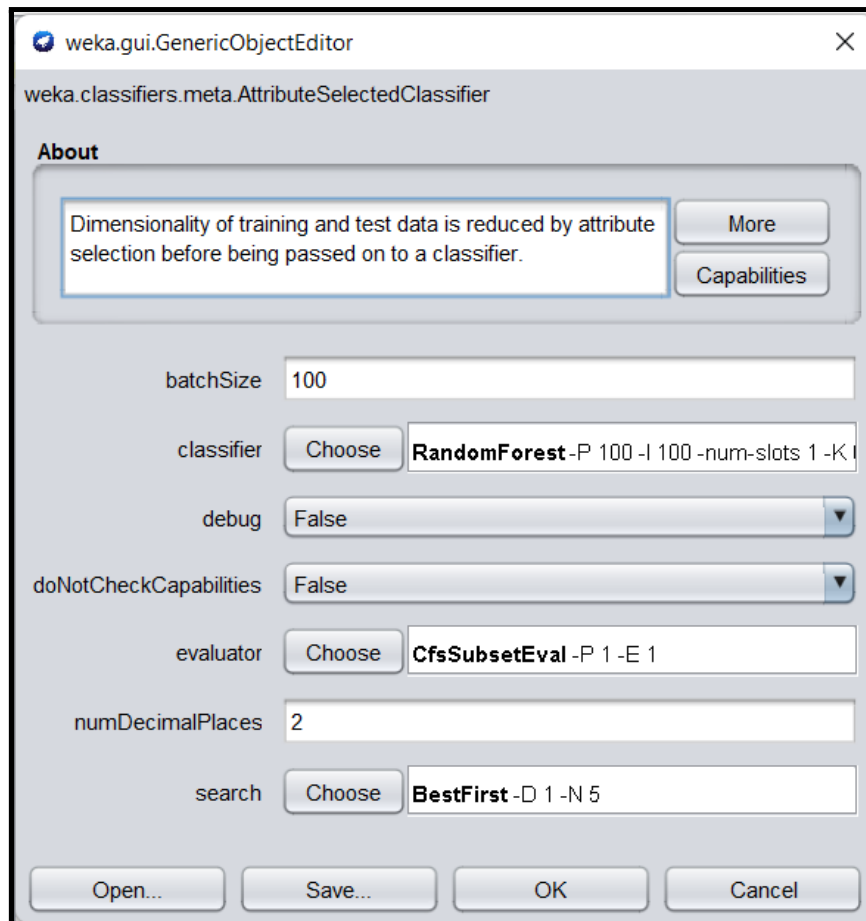 weka.gui.GenericObjectEditor
weka.classifiers.meta.AttributeSelectedClassifier
About
Dimensionality of training and test data is reduced by attribute
selection before being passed on to a classifier.
More
Capabilities
batchSize 100
classifier Choose RandomForest -P 100 -I 100 -num-slots 1 -K
debug False
doNotCheckCapabilities False
evaluator Choose CfsSubsetEval -P 1 -E 1
numDecimalPlaces 2
search Choose BestFirst -D 1 -N 5
Open... Save... OK Cancel